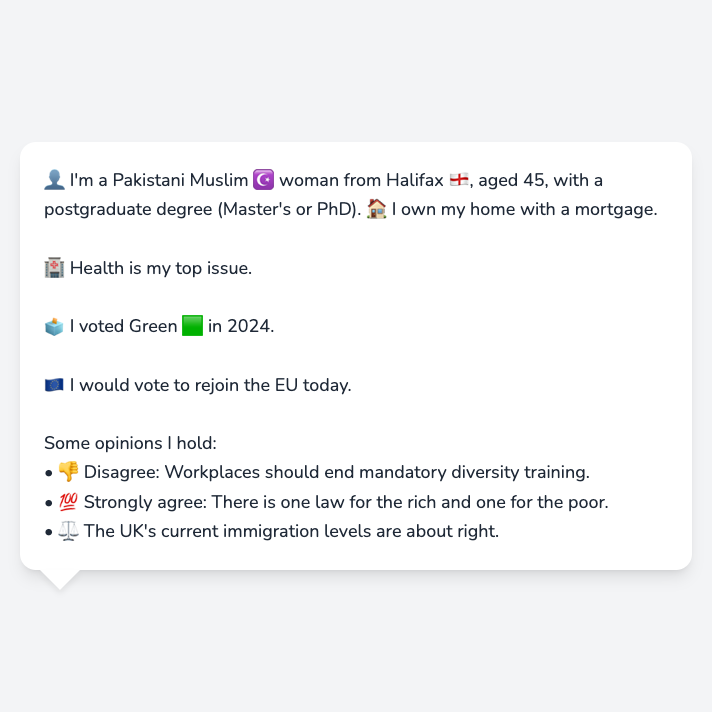 👤 I'm a Pakistani Muslim ☪️ woman from Halifax 🏴󠁧󠁢󠁥󠁮󠁧󠁿, aged 45, with a
postgraduate degree (Master's or PhD). 🏠 I own my home with a mortgage.
🏥 Health is my top issue.
🗳️ I voted Green 🟩 in 2024.
🇪🇺 I would vote to rejoin the EU today.
Some opinions I hold:
• 👎 Disagree: Workplaces should end mandatory diversity training.
• 💯 Strongly agree: There is one law for the rich and one for the poor.
• ⚖️ The UK's current immigration levels are about right.